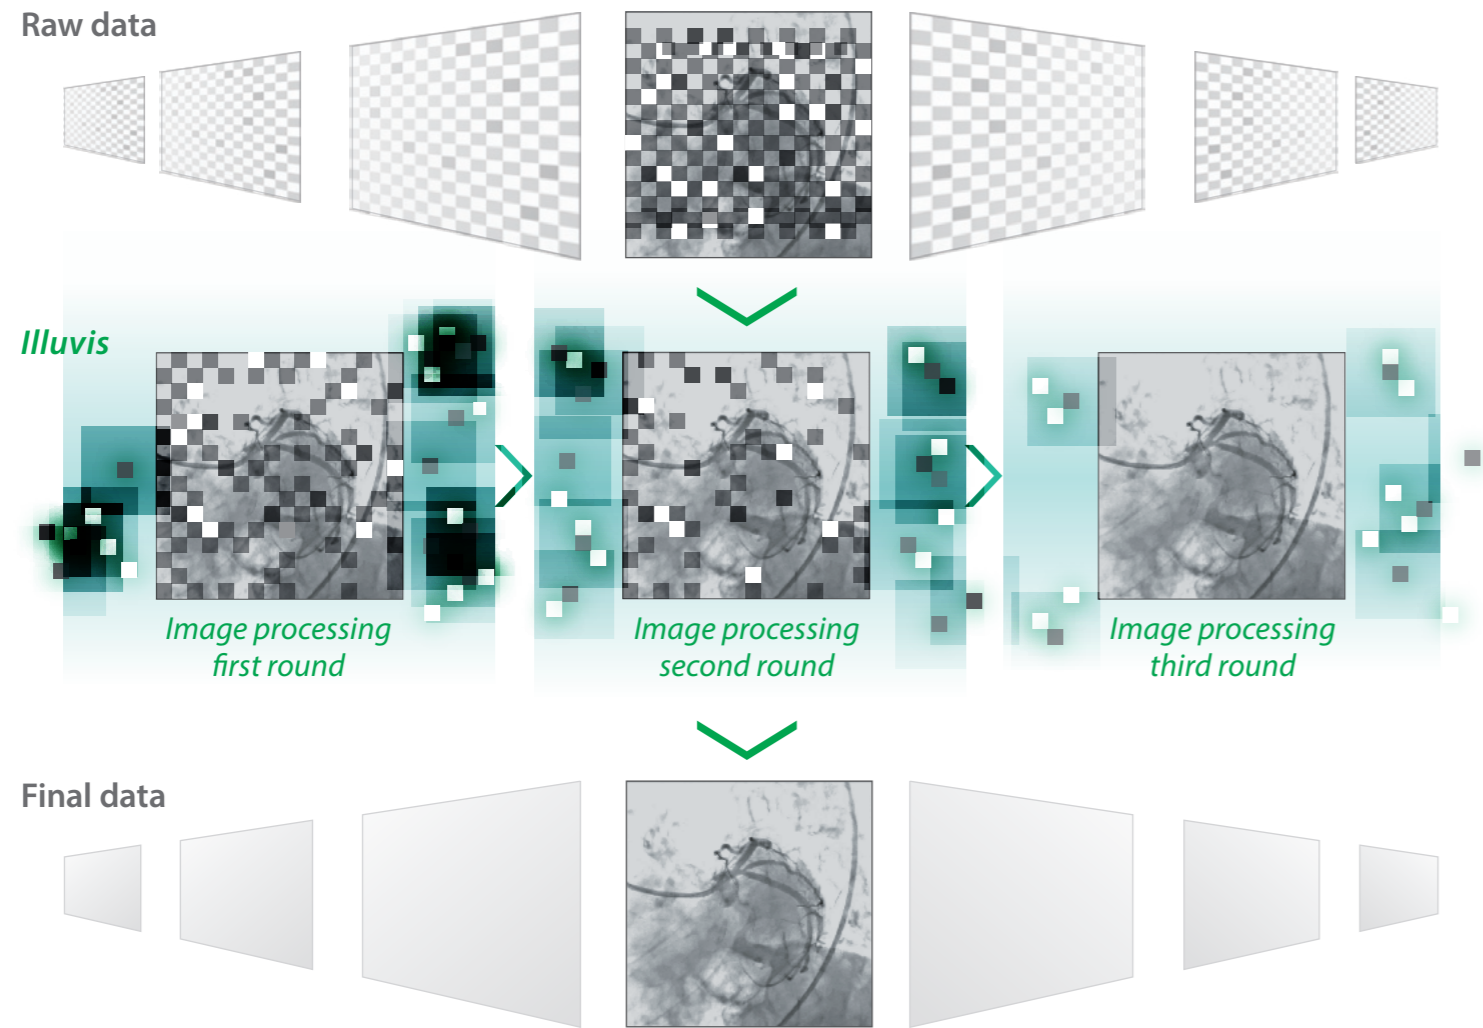 Raw data
Illuvis
Image processing
first round
Image processing
second round
Image processing
third round
Final data